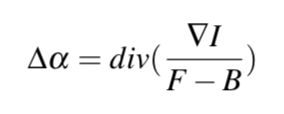 Δα = div(∇I / (F − B))